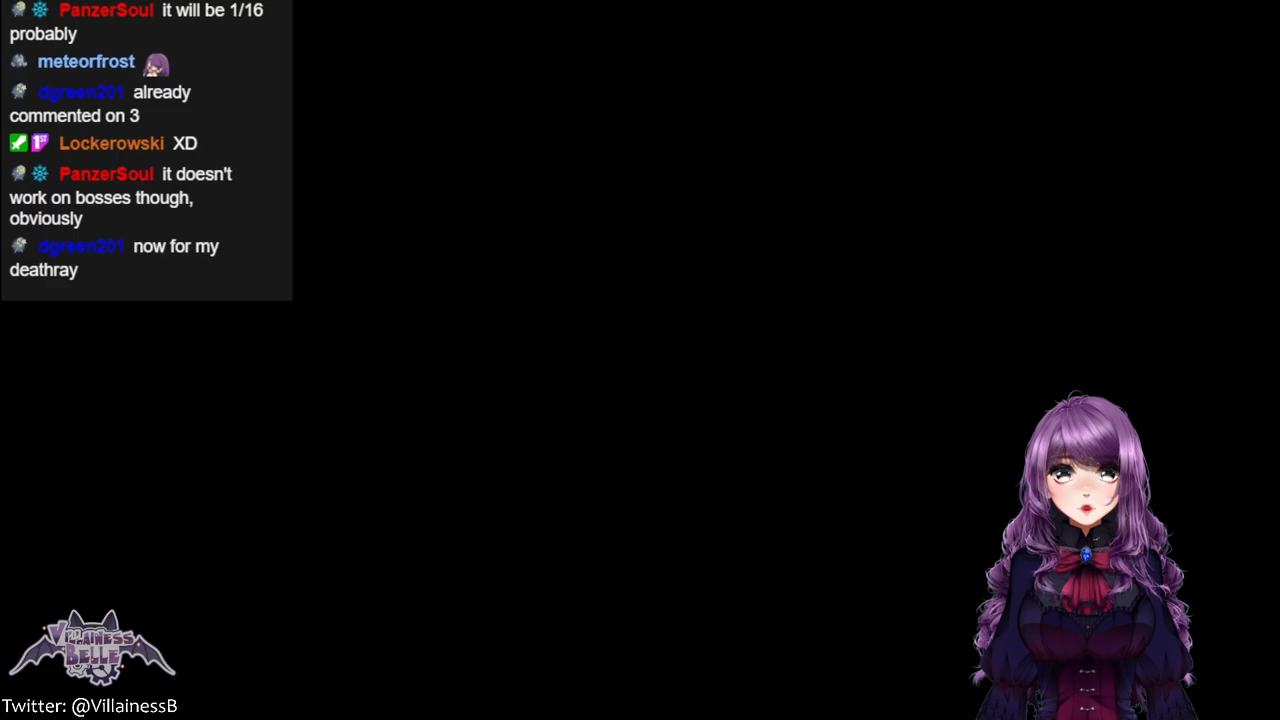 PanzerSoul it will be 1/16
probably
meteorfrost
dgreen201 already
commented on 3
1ST Lockerowski XD
PanzerSoul it doesn't
work on bosses though,
obviously
dgreen201 now for my
deathray
VILLAINESS
BELLE
Twitter: @VillainessB